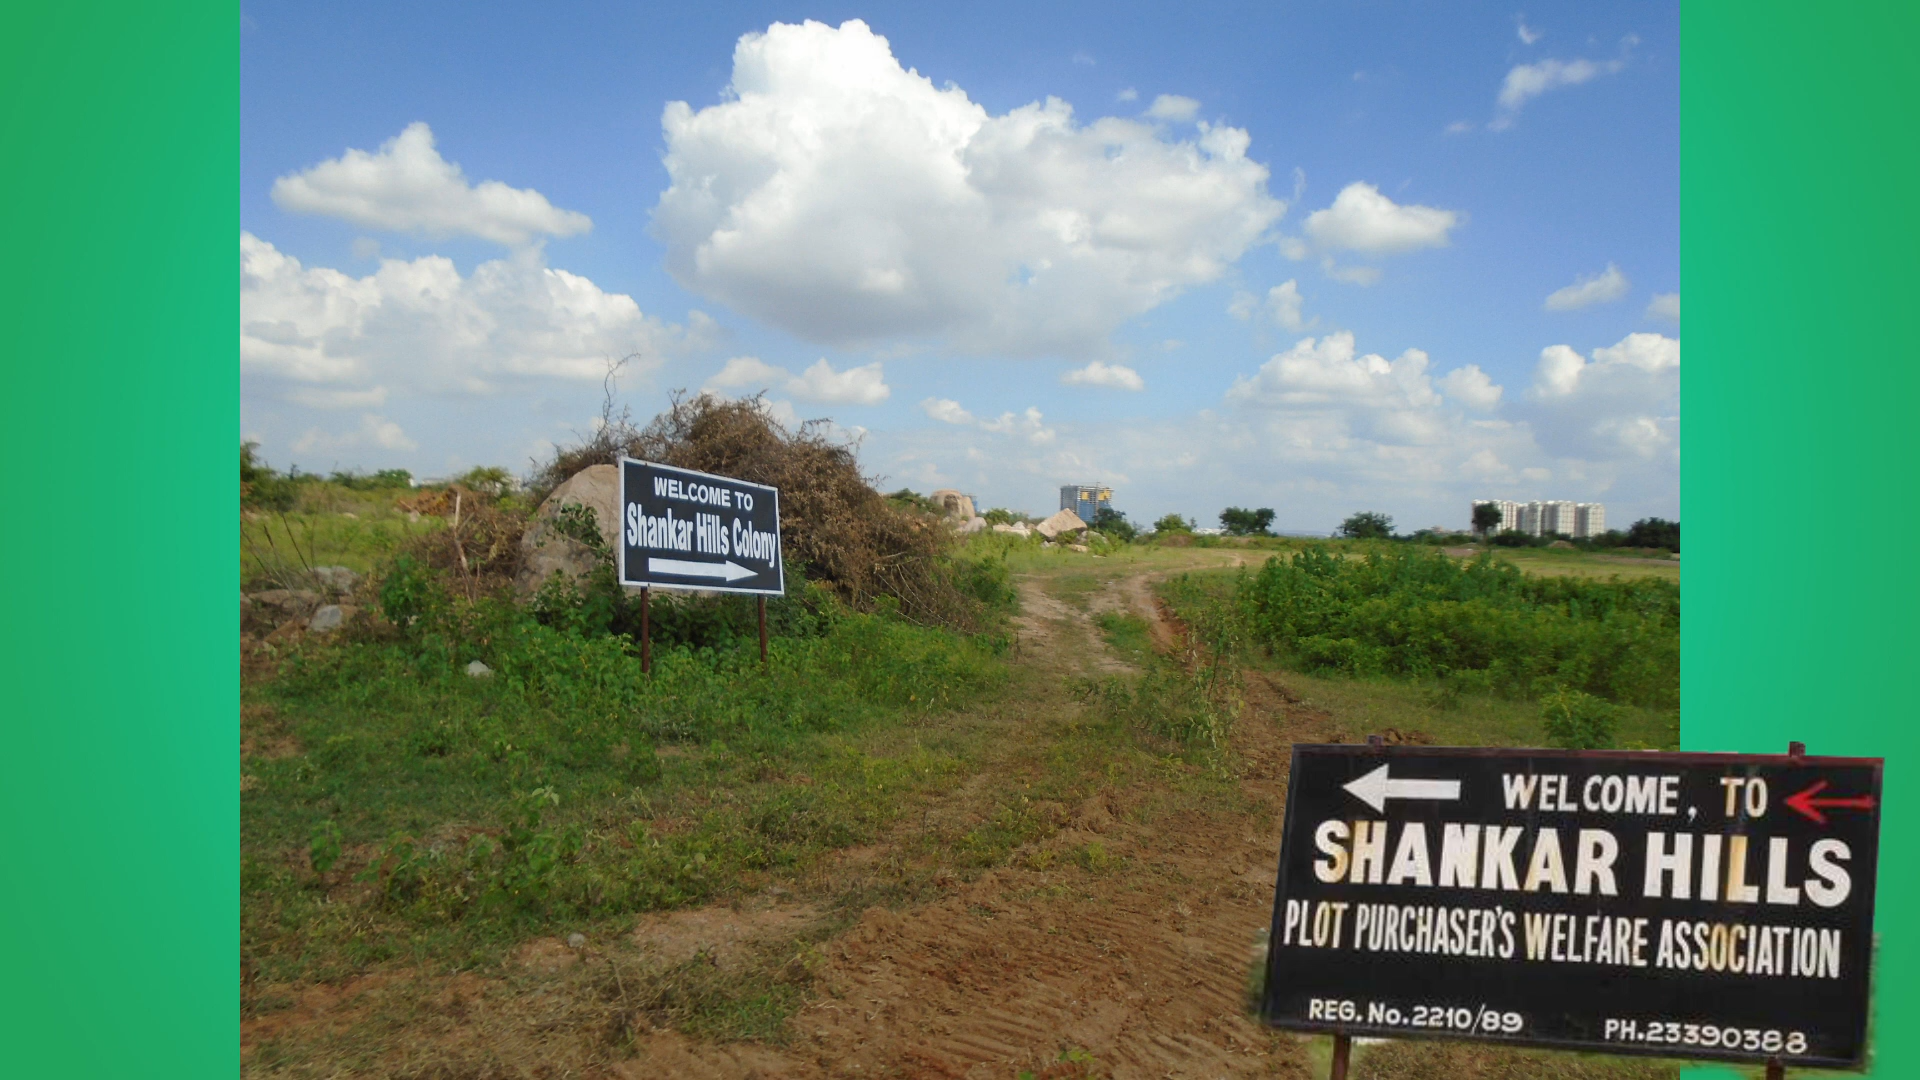 WELCOME TO
Shankar Hills Colony
WELCOME, TO
SHANKAR HILLS
PLOT PURCHASER'S WELFARE ASSOCIATION
REG. No. 2210/89 PH.23390388